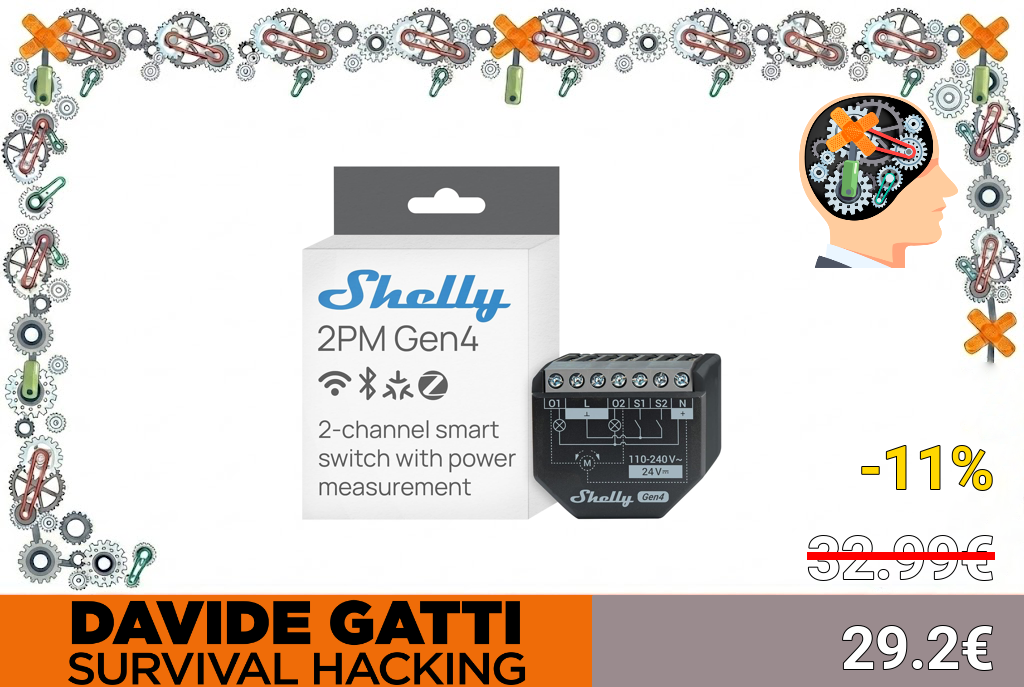 Shelly
2PM Gen4
2-channel smart
switch with power
measurement
O1 L O2 S1 S2 N
⊥ +
M
110-240V~
24V⎓
Shelly Gen4
-11%
32.99€
DAVIDE GATTI
SURVIVAL HACKING
29.2€